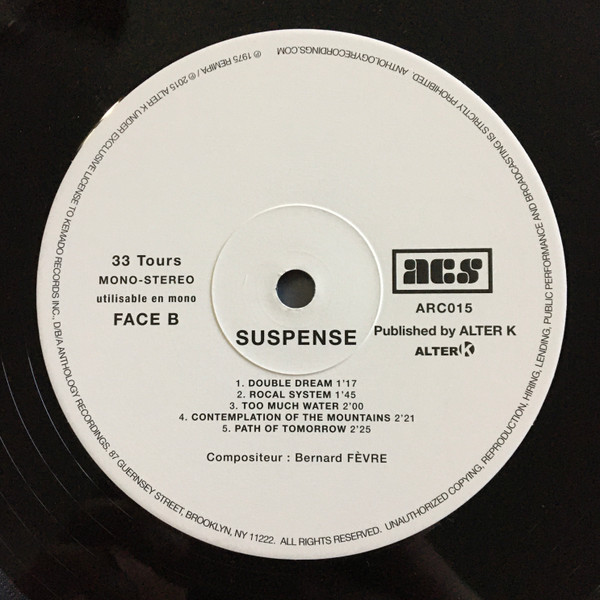 33 Tours
MONO-STEREO
utilisable en mono
FACE B
acs
ARC015
Published by ALTER K
ALTER K
SUSPENSE
1. DOUBLE DREAM 1'17
2. ROCAL SYSTEM 1'45
3. TOO MUCH WATER 2'00
4. CONTEMPLATION OF THE MOUNTAINS 2'21
5. PATH OF TOMORROW 2'25
Compositeur : Bernard FÈVRE
℗ 1975 REMIPA / ℗ 2015 ALTER K UNDER EXCLUSIVE LICENSE TO KEMADO RECORDS INC., D/B/A ANTHOLOGY RECORDINGS. 87 GUERNSEY STREET, BROOKLYN, NY 11222. ALL RIGHTS RESERVED. UNAUTHORIZED COPYING, REPRODUCTION, HIRING, LENDING, PUBLIC PERFORMANCE AND BROADCASTING IS STRICTLY PROHIBITED. ANTHOLOGYRECORDINGS.COM